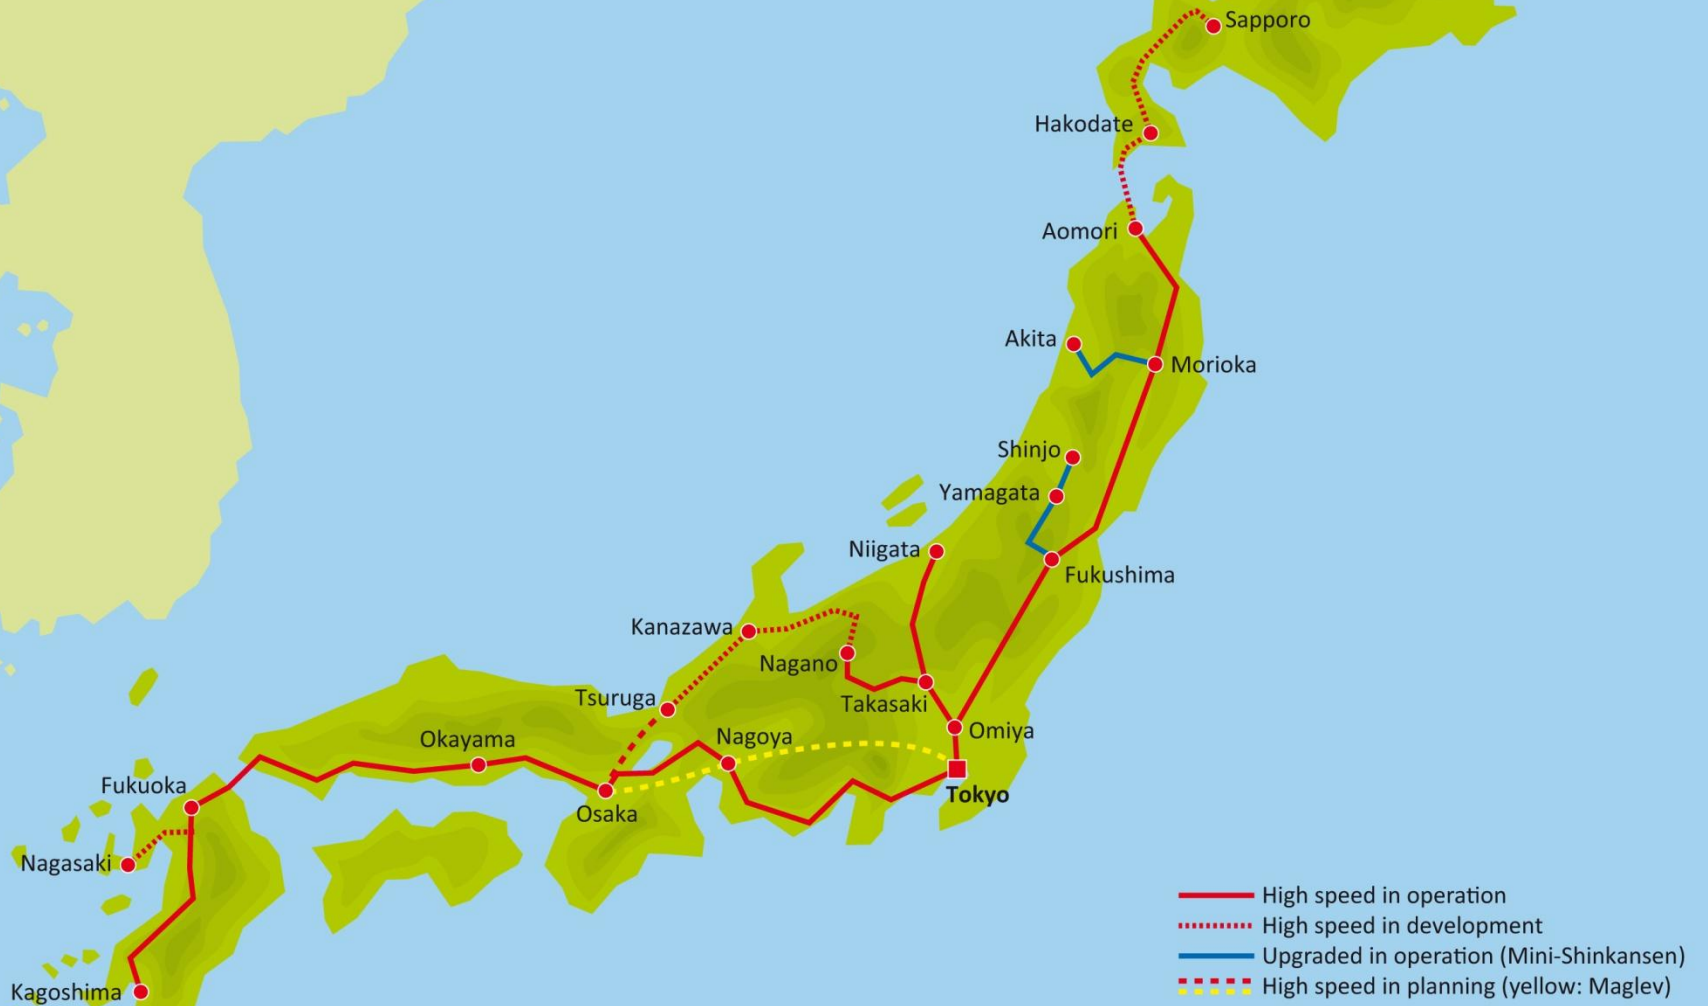 Sapporo
Hakodate
Aomori
Akita
Morioka
Shinjo
Yamagata
Niigata
Fukushima
Kanazawa
Nagano
Takasaki
Tsuruga
Omiya
Nagoya
Okayama
Fukuoka
Tokyo
Osaka
Nagasaki
Kagoshima
High speed in operation
High speed in development
Upgraded in operation (Mini-Shinkansen)
High speed in planning (yellow: Maglev)